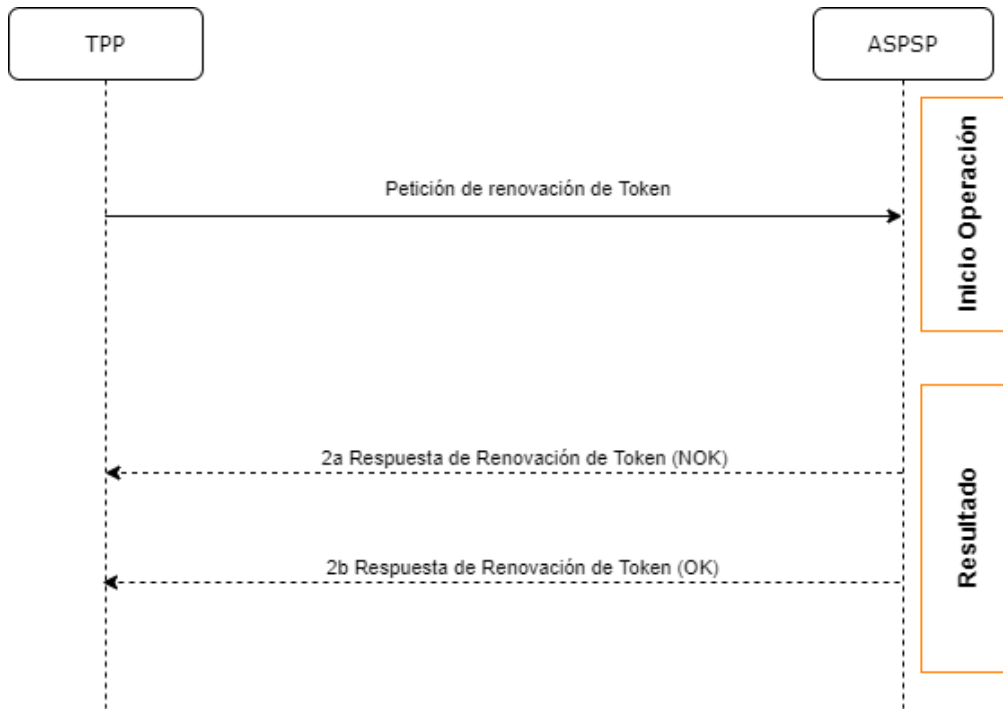 TPP
ASPSP
Inicio Operación
Petición de renovación de Token
2a Respuesta de Renovación de Token (NOK)
Resultado
2b Respuesta de Renovación de Token (OK)